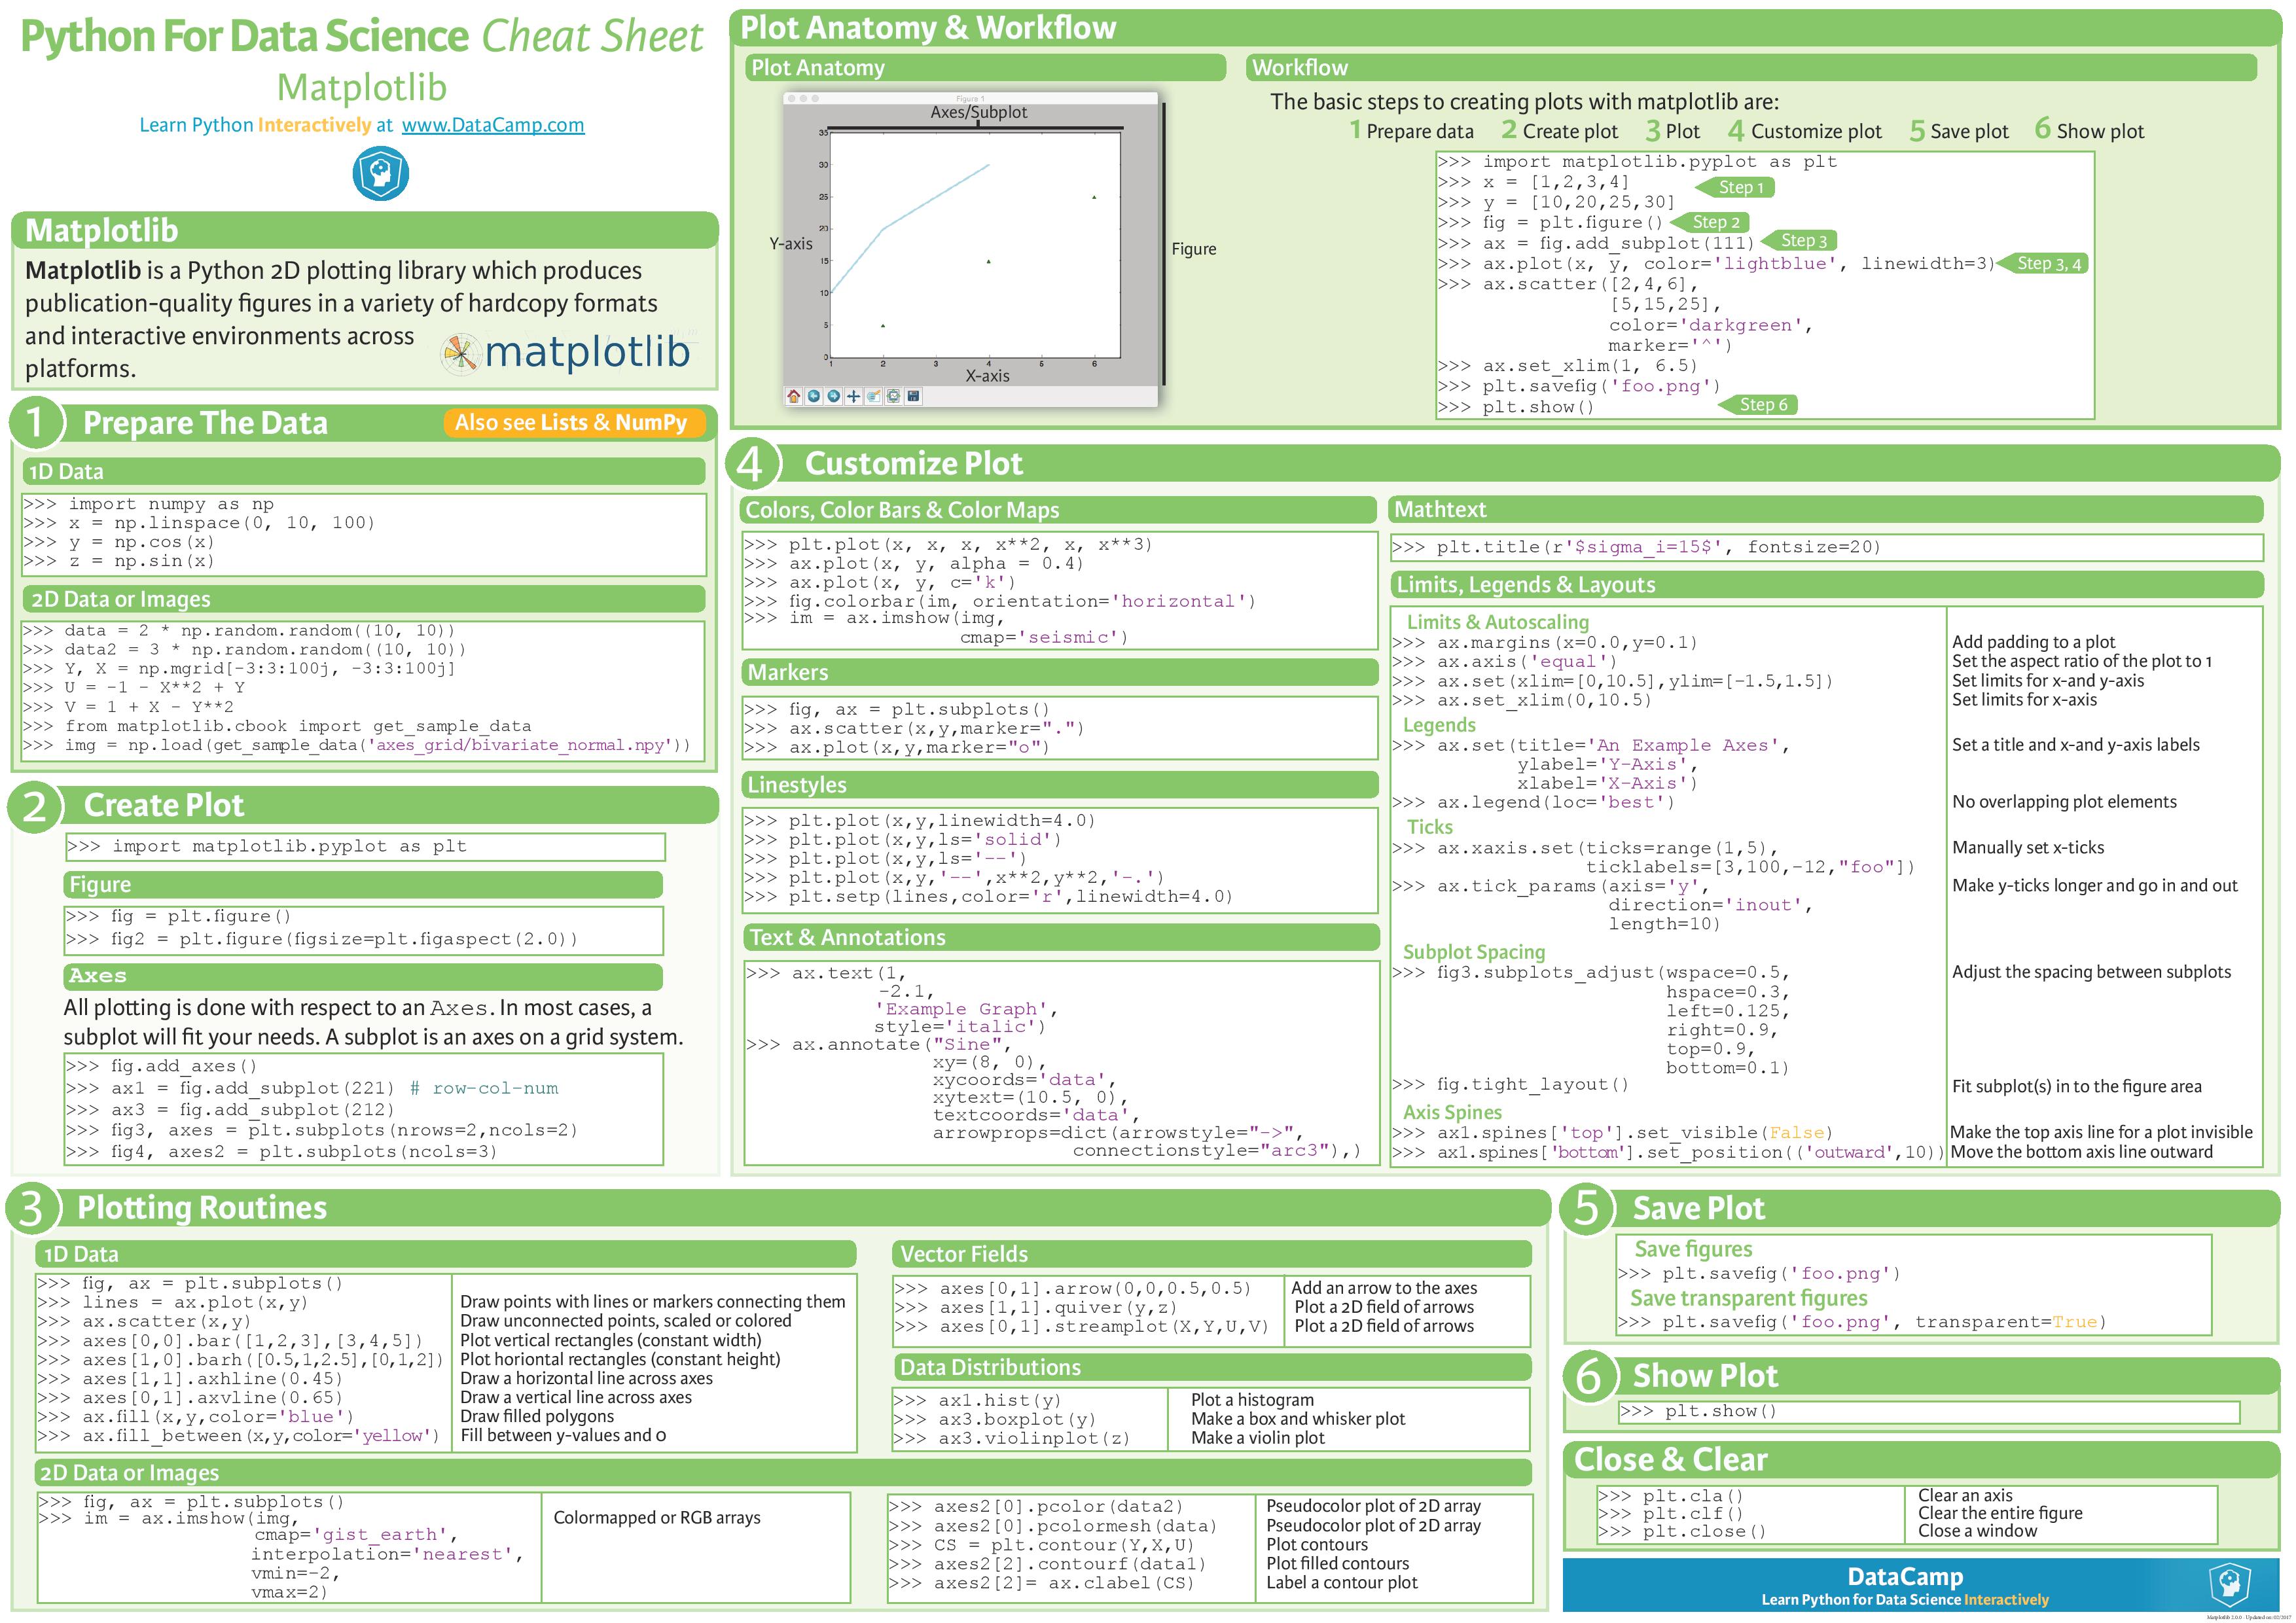 Python For Data Science Cheat Sheet
Matplotlib
Learn Python Interactively at www.DataCamp.com
Matplotlib
Matplotlib is a Python 2D plotting library which produces
publication-quality figures in a variety of hardcopy formats
and interactive environments across
platforms.
matplotlib
1 Prepare The Data
Also see Lists & NumPy
1D Data
>>> import numpy as np
>>> x = np.linspace(0, 10, 100)
>>> y = np.cos(x)
>>> z = np.sin(x)
2D Data or Images
>>> data = 2 * np.random.random((10, 10))
>>> data2 = 3 * np.random.random((10, 10))
>>> Y, X = np.mgrid[-3:3:100j, -3:3:100j]
>>> U = -1 - X**2 + Y
>>> V = 1 + X - Y**2
>>> from matplotlib.cbook import get_sample_data
>>> img = np.load(get_sample_data('axes_grid/bivariate_normal.npy'))
2 Create Plot
>>> import matplotlib.pyplot as plt
Figure
>>> fig = plt.figure()
>>> fig2 = plt.figure(figsize=plt.figaspect(2.0))
Axes
All plotting is done with respect to an Axes. In most cases, a
subplot will fit your needs. A subplot is an axes on a grid system.
>>> fig.add_axes()
>>> ax1 = fig.add_subplot(221) # row-col-num
>>> ax3 = fig.add_subplot(212)
>>> fig3, axes = plt.subplots(nrows=2,ncols=2)
>>> fig4, axes2 = plt.subplots(ncols=3)
Plot Anatomy & Workflow
Plot Anatomy
Figure 1
Axes/Subplot
35
30
25
20
15
10
5
0
1 2 3 4 5 6
Y-axis
X-axis
Figure
Workflow
The basic steps to creating plots with matplotlib are:
1 Prepare data 2 Create plot 3 Plot 4 Customize plot 5 Save plot 6 Show plot
>>> import matplotlib.pyplot as plt
>>> x = [1,2,3,4]
Step 1
>>> y = [10,20,25,30]
>>> fig = plt.figure() Step 2
>>> ax = fig.add_subplot(111) Step 3
>>> ax.plot(x, y, color='lightblue', linewidth=3) Step 3, 4
>>> ax.scatter([2,4,6],
[5,15,25],
color='darkgreen',
marker='^')
>>> ax.set_xlim(1, 6.5)
>>> plt.savefig('foo.png')
>>> plt.show() Step 6
4 Customize Plot
Colors, Color Bars & Color Maps
>>> plt.plot(x, x, x, x**2, x, x**3)
>>> ax.plot(x, y, alpha = 0.4)
>>> ax.plot(x, y, c='k')
>>> fig.colorbar(im, orientation='horizontal')
>>> im = ax.imshow(img,
cmap='seismic')
Markers
>>> fig, ax = plt.subplots()
>>> ax.scatter(x,y,marker=".")
>>> ax.plot(x,y,marker="o")
Linestyles
>>> plt.plot(x,y,linewidth=4.0)
>>> plt.plot(x,y,ls='solid')
>>> plt.plot(x,y,ls='--')
>>> plt.plot(x,y,'--',x**2,y**2,'-.')
>>> plt.setp(lines,color='r',linewidth=4.0)
Text & Annotations
>>> ax.text(1,
-2.1,
'Example Graph',
style='italic')
>>> ax.annotate("Sine",
xy=(8, 0),
xycoords='data',
xytext=(10.5, 0),
textcoords='data',
arrowprops=dict(arrowstyle="->",
connectionstyle="arc3"),)
Mathtext
>>> plt.title(r'$sigma_i=15$', fontsize=20)
Limits, Legends & Layouts
Limits & Autoscaling
>>> ax.margins(x=0.0,y=0.1) Add padding to a plot
>>> ax.axis('equal') Set the aspect ratio of the plot to 1
>>> ax.set(xlim=[0,10.5],ylim=[-1.5,1.5]) Set limits for x-and y-axis
>>> ax.set_xlim(0,10.5) Set limits for x-axis
Legends
>>> ax.set(title='An Example Axes', Set a title and x-and y-axis labels
ylabel='Y-Axis',
xlabel='X-Axis')
>>> ax.legend(loc='best') No overlapping plot elements
Ticks
>>> ax.xaxis.set(ticks=range(1,5), Manually set x-ticks
ticklabels=[3,100,-12,"foo"])
>>> ax.tick_params(axis='y', Make y-ticks longer and go in and out
direction='inout',
length=10)
Subplot Spacing
>>> fig3.subplots_adjust(wspace=0.5, Adjust the spacing between subplots
hspace=0.3,
left=0.125,
right=0.9,
top=0.9,
bottom=0.1)
>>> fig.tight_layout() Fit subplot(s) in to the figure area
Axis Spines
>>> ax1.spines['top'].set_visible(False) Make the top axis line for a plot invisible
>>> ax1.spines['bottom'].set_position(('outward',10)) Move the bottom axis line outward
3 Plotting Routines
1D Data
>>> fig, ax = plt.subplots()
>>> lines = ax.plot(x,y) Draw points with lines or markers connecting them
>>> ax.scatter(x,y) Draw unconnected points, scaled or colored
>>> axes[0,0].bar([1,2,3],[3,4,5]) Plot vertical rectangles (constant width)
>>> axes[1,0].barh([0.5,1,2.5],[0,1,2]) Plot horiontal rectangles (constant height)
>>> axes[1,1].axhline(0.45) Draw a horizontal line across axes
>>> axes[0,1].axvline(0.65) Draw a vertical line across axes
>>> ax.fill(x,y,color='blue') Draw filled polygons
>>> ax.fill_between(x,y,color='yellow') Fill between y-values and 0
Vector Fields
>>> axes[0,1].arrow(0,0,0.5,0.5) Add an arrow to the axes
>>> axes[1,1].quiver(y,z) Plot a 2D field of arrows
>>> axes[0,1].streamplot(X,Y,U,V) Plot a 2D field of arrows
Data Distributions
>>> ax1.hist(y) Plot a histogram
>>> ax3.boxplot(y) Make a box and whisker plot
>>> ax3.violinplot(z) Make a violin plot
2D Data or Images
>>> fig, ax = plt.subplots()
>>> im = ax.imshow(img, Colormapped or RGB arrays
cmap='gist_earth',
interpolation='nearest',
vmin=-2,
vmax=2)
>>> axes2[0].pcolor(data2) Pseudocolor plot of 2D array
>>> axes2[0].pcolormesh(data) Pseudocolor plot of 2D array
>>> CS = plt.contour(Y,X,U) Plot contours
>>> axes2[2].contourf(data1) Plot filled contours
>>> axes2[2]= ax.clabel(CS) Label a contour plot
5 Save Plot
Save figures
>>> plt.savefig('foo.png')
Save transparent figures
>>> plt.savefig('foo.png', transparent=True)
6 Show Plot
>>> plt.show()
Close & Clear
>>> plt.cla() Clear an axis
>>> plt.clf() Clear the entire figure
>>> plt.close() Close a window
DataCamp
Learn Python for Data Science Interactively
Matplotlib 2.0.0 - Updated on: 02/2017